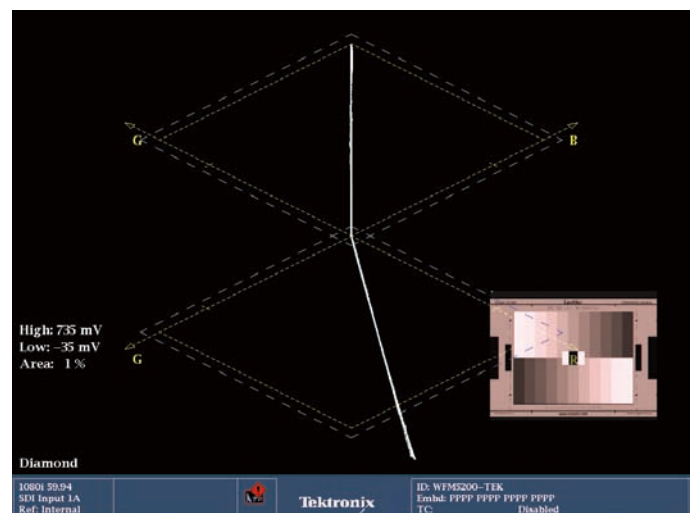 G
B
High: 735 mV
Low: −35 mV
Area: 1 %
G
R
Diamond
1080i 59.94
SDI Input 1A
Ref: Internal
Tektronix
ID: WFM5200−TEK
Embd: PPPP PPPP PPPP PPPP
TC:
Disabled